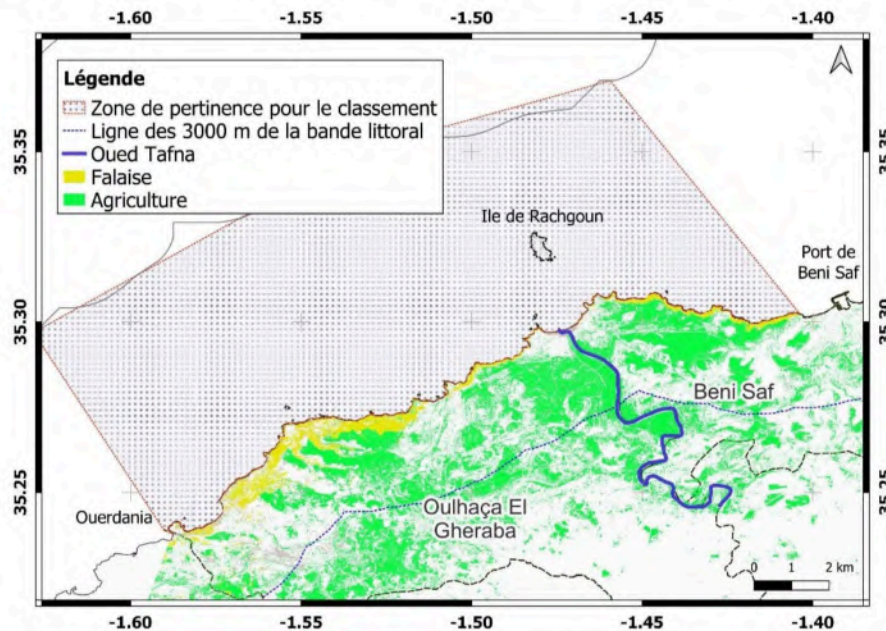 -1.60 -1.55 -1.50 -1.45 -1.40
Légende
Zone de pertinence pour le classement
Ligne des 3000 m de la bande littoral
Oued Tafna
Falaise
Agriculture
35.35 35.35
Ile de Rachgoun
Port de
Beni Saf
35.30 35.30
Beni Saf
35.25 35.25
Ouerdania
Oulhaça El
Gheraba
0 1 2 km
-1.60 -1.55 -1.50 -1.45 -1.40